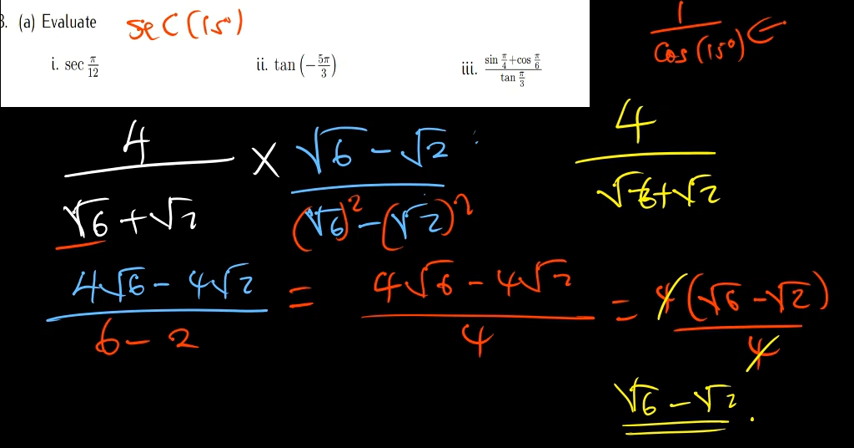 3. (a) Evaluate sec(15°)
i. sec π/12 ii. tan(−5π/3) iii. (sin π/4 + cos π/6)/(tan π/3)
1/(cos(15°)) ←
4/(√6+√2) × (√6−√2)/((√6)²−(√2)²)
4/(√6+√2)
(4√6−4√2)/(6−2) = (4√6−4√2)/4 = 4(√6−√2)/4
√6−√2.